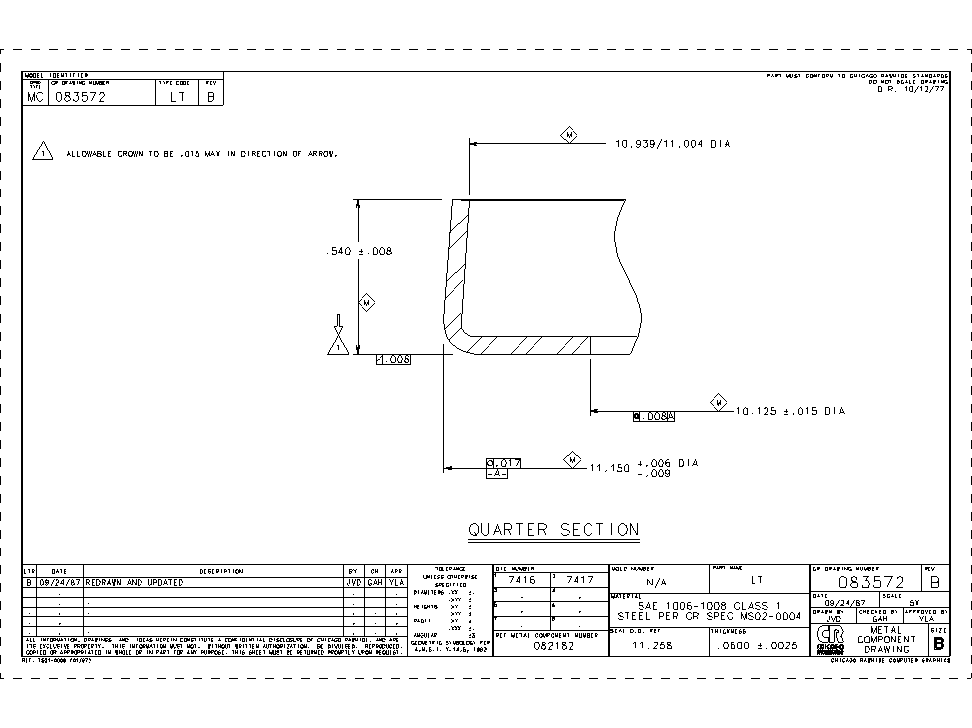 MODEL IDENTIFIER
CR DRAWING NUMBER TYPE CODE REV
MC 083572 LT B
PART MUST CONFORM TO CHICAGO RAWHIDE STANDARDS
DO NOT SCALE DRAWING
D.R. 10/12/77
1 ALLOWABLE CROWN TO BE .015 MAX IN DIRECTION OF ARROW.
M
10.939/11.004 DIA
.540 ±.008
M
1
.008
M
10.125 ±.015 DIA
.008 A
.017
-A-
M
11.150 +.006 DIA
-.009
QUARTER SECTION
LTR DATE DESCRIPTION BY CH APR
B 09/24/87 REDRAWN AND UPDATED JVD GAH YLA
ALL INFORMATION, DRAWINGS AND IDEAS HEREIN CONSTITUTE A CONFIDENTIAL DISCLOSURE OF CHICAGO RAWHIDE, AND ARE
ITS EXCLUSIVE PROPERTY. THIS INFORMATION MUST NOT, WITHOUT WRITTEN AUTHORIZATION, BE DIVULGED, REPRODUCED,
COPIED OR APPROPRIATED IN WHOLE OR IN PART FOR ANY PURPOSE. THIS SHEET MUST BE RETURNED PROMPTLY UPON REQUEST.
TOLERANCE
UNLESS OTHERWISE
SPECIFIED
DIAMETERS .XX ±.
.XXX ±.
HEIGHTS .XX ±.
.XXX ±.
RADII .XX ±.
.XXX ±.
ANGULAR
GEOMETRIC SYMBOLOGY PER
A.N.S.I. Y-14.5, 1982
DIE NUMBER
1 7416 2 7417
3 4
5 6
7 8
REF METAL COMPONENT NUMBER
082182
MOLD NUMBER
N/A
PART NAME
LT
MATERIAL
SAE 1006-1008 CLASS 1
STEEL PER CR SPEC MS02-0004
SEAL O.D. REF
11.258
THICKNESS
.0600 ±.0025
CR DRAWING NUMBER
083572
REV
B
DATE
09/24/87
SCALE
5X
DRAWN BY
JVD
CHECKED BY
GAH
APPROVED BY
YLA
CR
CHICAGO
RAWHIDE
METAL
COMPONENT
DRAWING
SIZE
B
CHICAGO RAWHIDE COMPUTER GRAPHICS